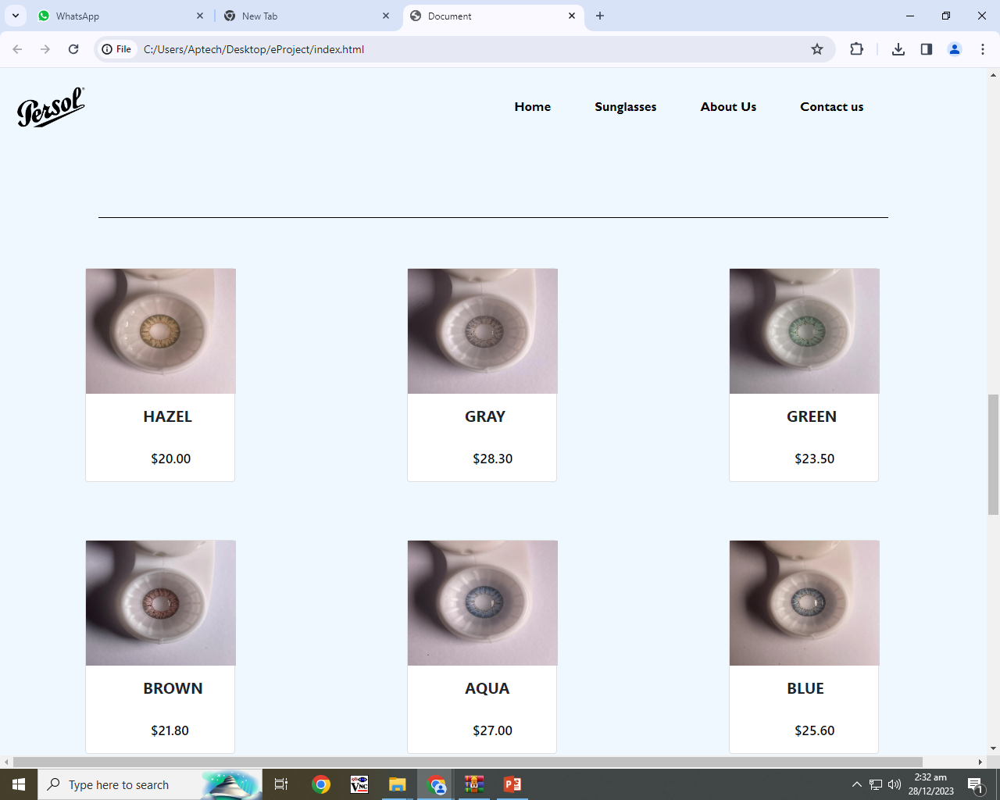 WhatsApp
New Tab
Document
File
C:/Users/Aptech/Desktop/eProject/index.html
Persol
Home
Sunglasses
About Us
Contact us
HAZEL
$20.00
GRAY
$28.30
GREEN
$23.50
BROWN
$21.80
AQUA
$27.00
BLUE
$25.60
Type here to search
VNC
2:32 am
28/12/2023
1